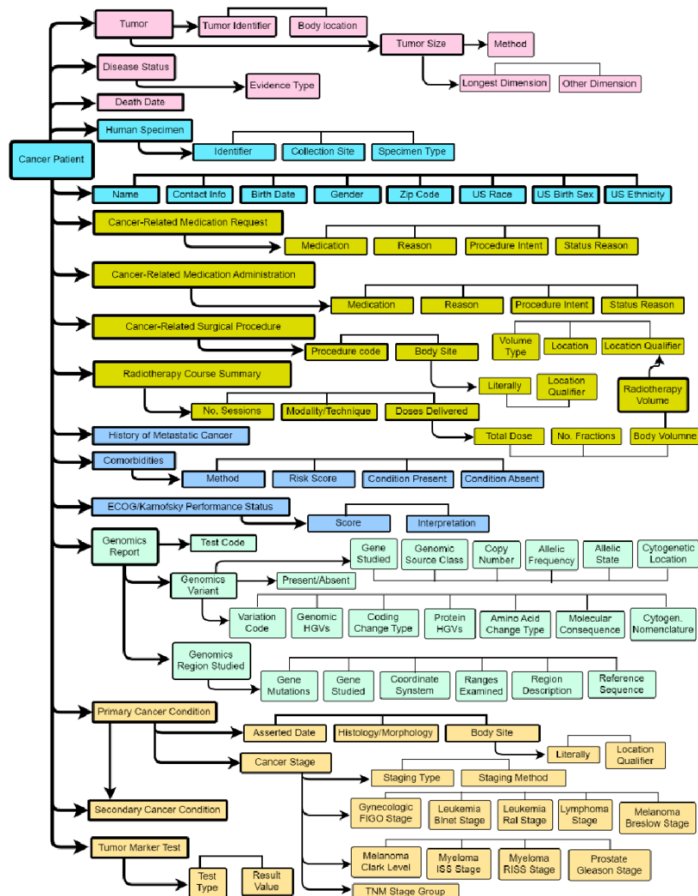 Tumor
Tumor Identifier
Body location
Tumor Size
Method
Longest Dimension
Other Dimension
Disease Status
Evidence Type
Death Date
Human Specimen
Cancer Patient
Identifier
Collection Site
Specimen Type
Name
Contact Info
Birth Date
Gender
Zip Code
US Race
US Birth Sex
US Ethnicity
Cancer-Related Medication Request
Medication
Reason
Procedure Intent
Status Reason
Cancer-Related Medication Administration
Medication
Reason
Procedure Intent
Status Reason
Cancer-Related Surgical Procedure
Procedure code
Body Site
Volume
Type
Location
Location Qualifier
Literally
Location
Qualifier
Radiotherapy
Volume
Radiotherapy Course Summary
No. Sessions
Modality/Technique
Doses Delivered
Total Dose
No. Fractions
Body Volumne
History of Metastatic Cancer
Comorbidities
Method
Risk Score
Condition Present
Condition Absent
ECOG/Karnofsky Performance Status
Score
Interpretation
Genomics
Report
Test Code
Genomics
Variant
Present/Absent
Gene
Studied
Genomic
Source Class
Copy
Number
Allelic
Frequency
Allelic
State
Cytogenetic
Location
Variation
Code
Genomic
HGVs
Coding
Change Type
Protein
HGVs
Amino Acid
Change Type
Molecular
Consequence
Cytogen.
Nomenclature
Genomics
Region Studied
Gene
Mutations
Gene
Studied
Coordinate
Synstem
Ranges
Examined
Region
Description
Reference
Sequence
Primary Cancer Condition
Asserted Date
Histology/Morphology
Body Site
Literally
Location
Qualifier
Cancer Stage
Staging Type
Staging Method
Gynecologic
FIGO Stage
Leukemia
Binet Stage
Leukemia
Rai Stage
Lymphoma
Stage
Melanoma
Breslow Stage
Secondary Cancer Condition
Melanoma
Clark Level
Myeloma
ISS Stage
Myeloma
RISS Stage
Prostate
Gleason Stage
Tumor Marker Test
Test
Type
Result
Value
TNM Stage Group